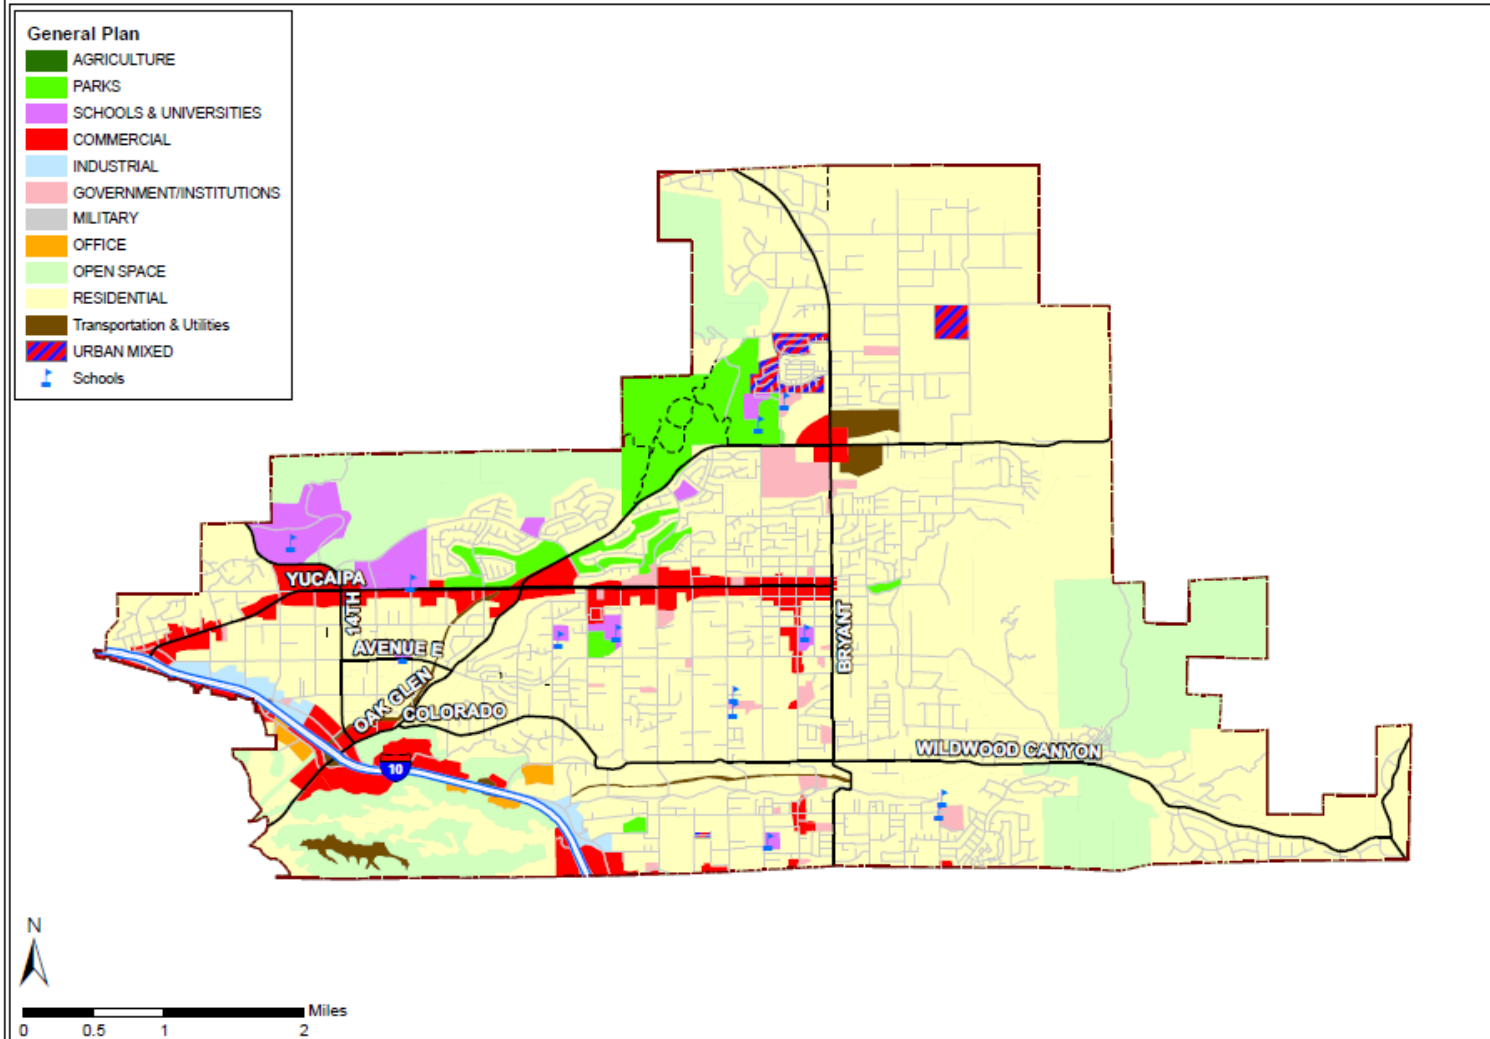 General Plan
AGRICULTURE
PARKS
SCHOOLS & UNIVERSITIES
COMMERCIAL
INDUSTRIAL
GOVERNMENT/INSTITUTIONS
MILITARY
OFFICE
OPEN SPACE
RESIDENTIAL
Transportation & Utilities
URBAN MIXED
Schools
YUCAIPA
14TH
AVENUE E
BRYANT
OAK GLEN
COLORADO
WILDWOOD CANYON
10
N
Miles
0 0.5 1 2